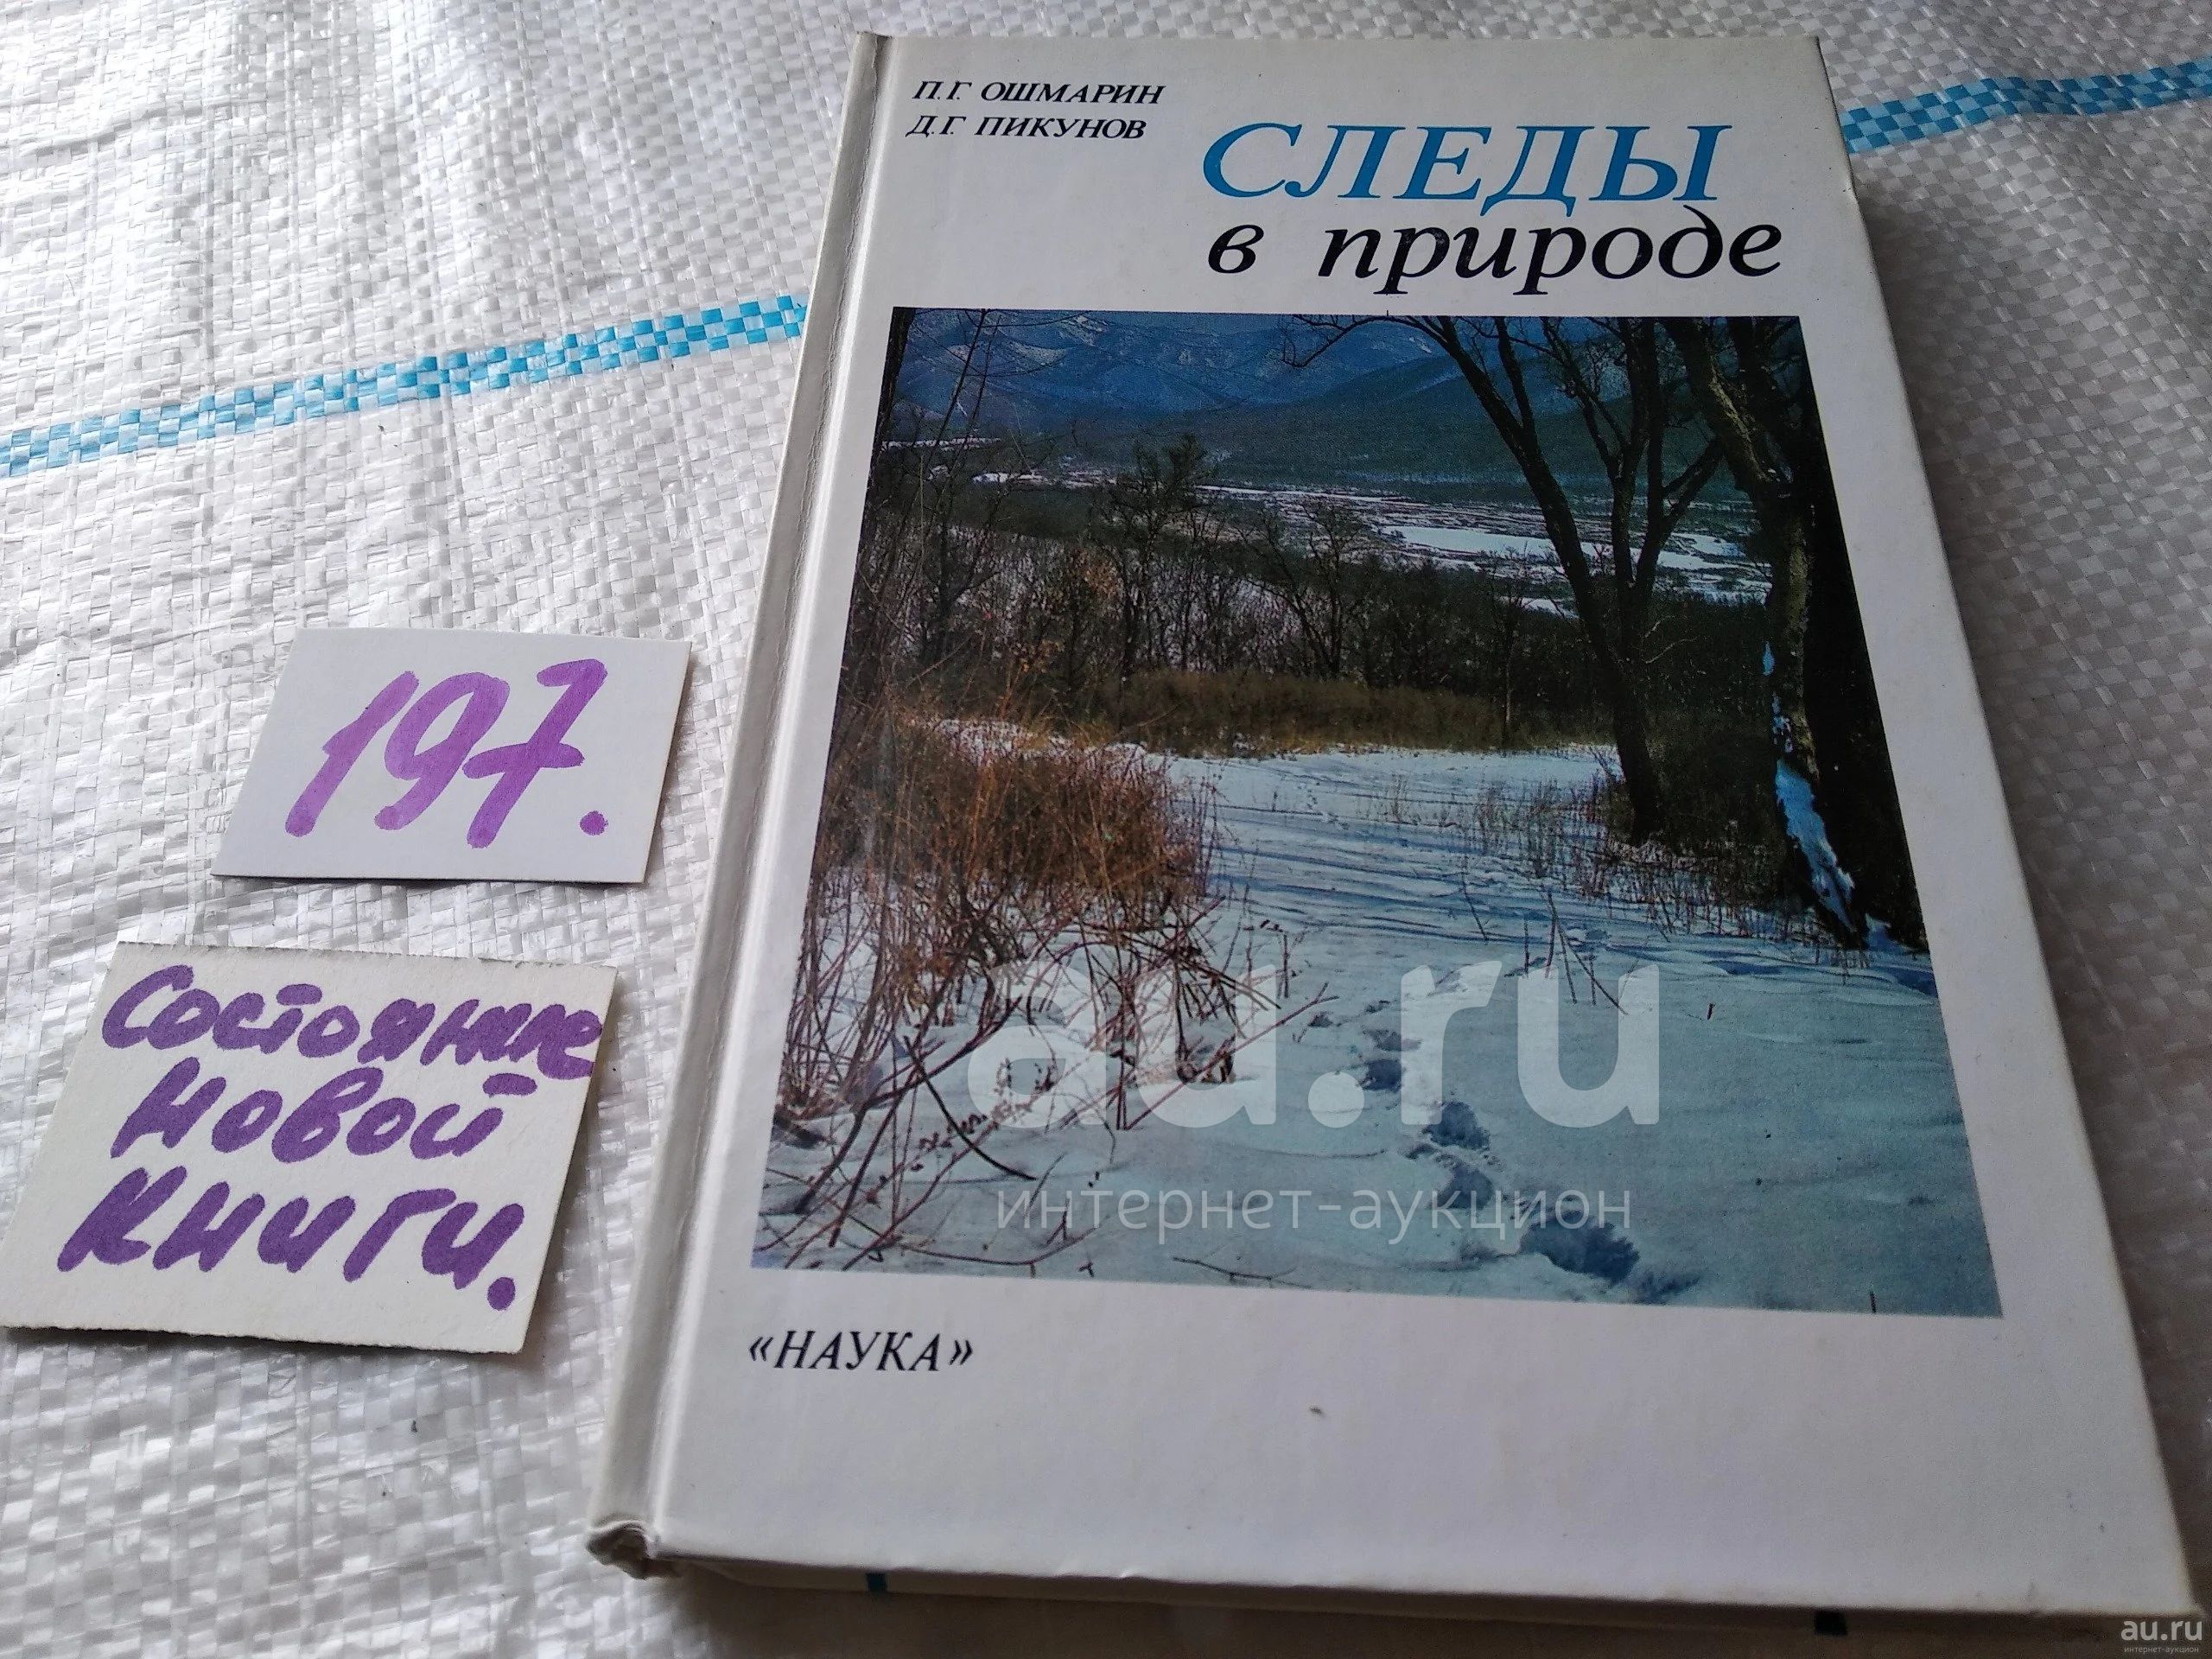 П.Г. ОШМАРИН
Д.Г. ПИКУНОВ
СЛЕДЫ
в природе
197.
Состояние
новой
книги.
au.ru
интернет-аукцион
«НАУКА»
au.ru
интернет-аукцион